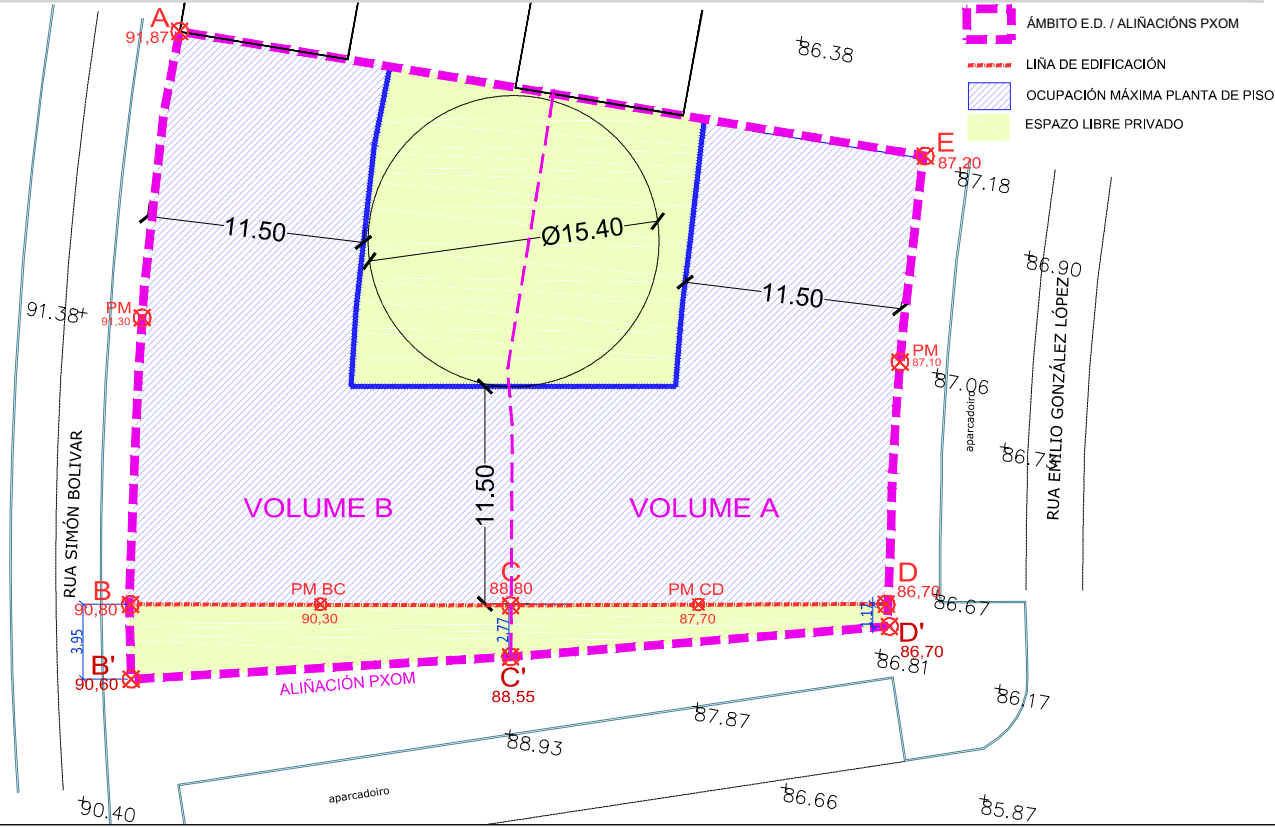 A
91,87
86.38
ÁMBITO E.D. / ALIÑACIÓNS PXOM
LIÑA DE EDIFICACIÓN
OCUPACIÓN MÁXIMA PLANTA DE PISO
ESPAZO LIBRE PRIVADO
E
87,20
87.18
11.50
Ø15.40
11.50
86.90
91.38
PM
91,30
PM
87,10
87.06
aparcadoiro
86.73
RUA EMILIO GONZÁLEZ LÓPEZ
RUA SIMÓN BOLIVAR
11.50
VOLUME B
VOLUME A
B
90,80
PM BC
90,30
C
88,80
PM CD
87,70
D
86,70
86.67
3.95
2.77
1.17
B'
90,60
ALIÑACIÓN PXOM
C'
88,55
D'
86,70
86.81
86.17
87.87
88.93
aparcadoiro
90.40
86.66
85.87